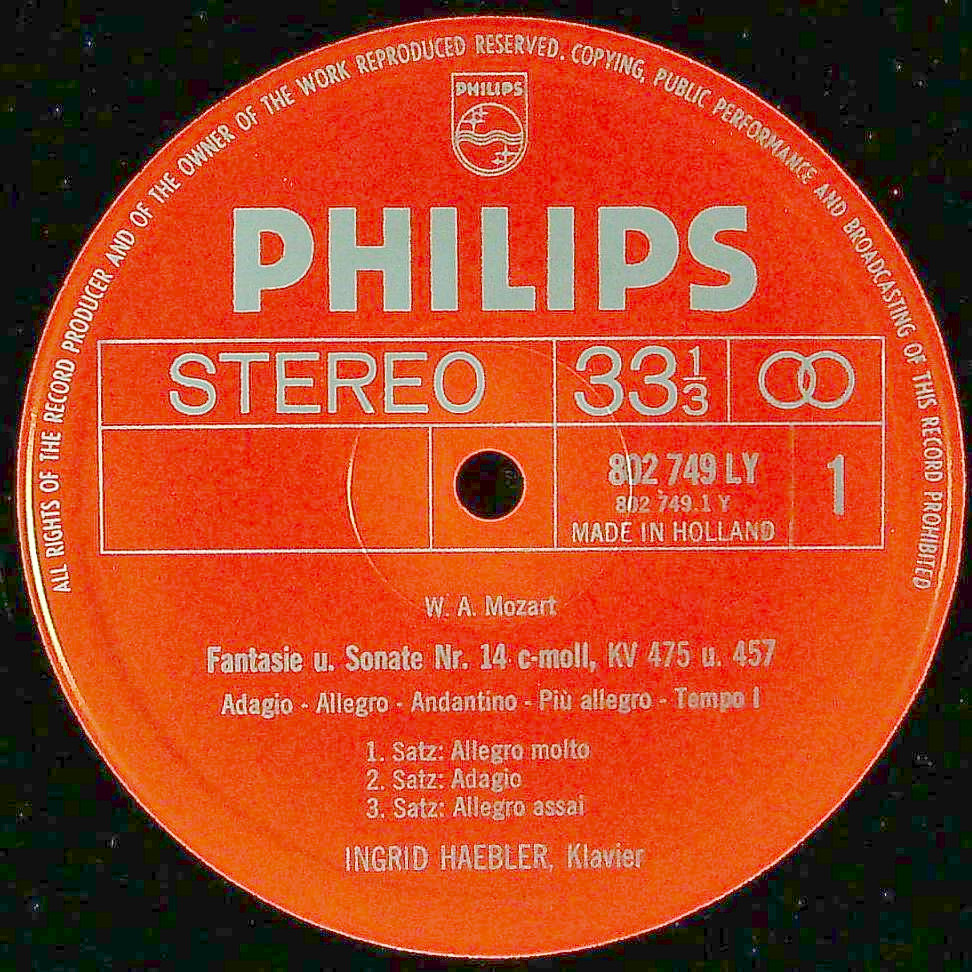 ALL RIGHTS OF THE RECORD PRODUCER AND OF THE OWNER OF THE WORK REPRODUCED RESERVED. COPYING, PUBLIC PERFORMANCE AND BROADCASTING OF THIS RECORD PROHIBITED
PHILIPS
PHILIPS
STEREO 33 1/3
802 749 LY 1
802 749.1 Y
MADE IN HOLLAND
W. A. Mozart
Fantasie u. Sonate Nr. 14 c-moll, KV 475 u. 457
Adagio - Allegro - Andantino - Più allegro - Tempo I
1. Satz: Allegro molto
2. Satz: Adagio
3. Satz: Allegro assai
INGRID HAEBLER, Klavier